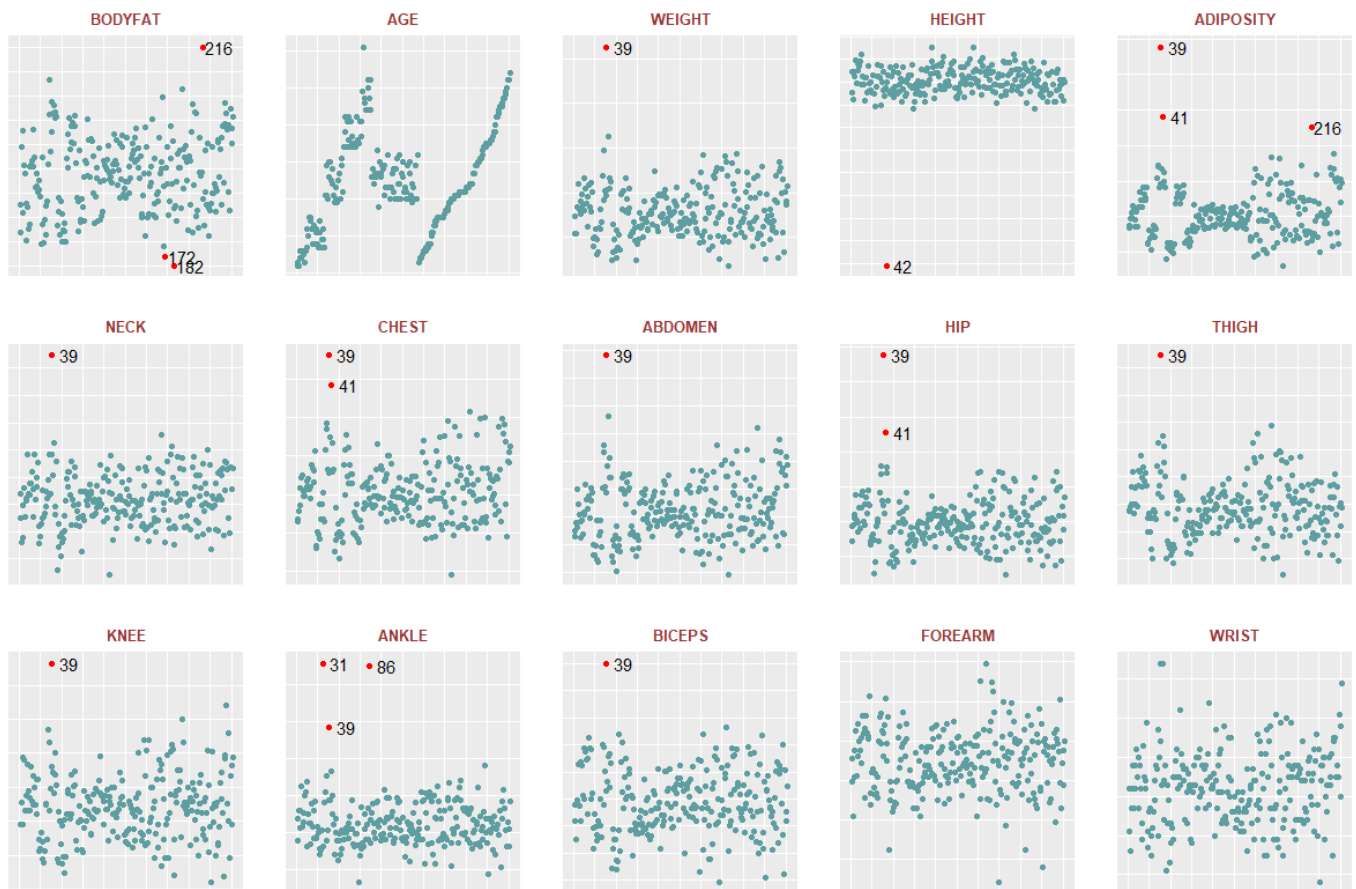 BODYFAT AGE WEIGHT HEIGHT ADIPOSITY
216 39 39
41
216
172
182 42
NECK CHEST ABDOMEN HIP THIGH
39 39 39 39 39
41
41
KNEE ANKLE BICEPS FOREARM WRIST
39 31 86 39
39